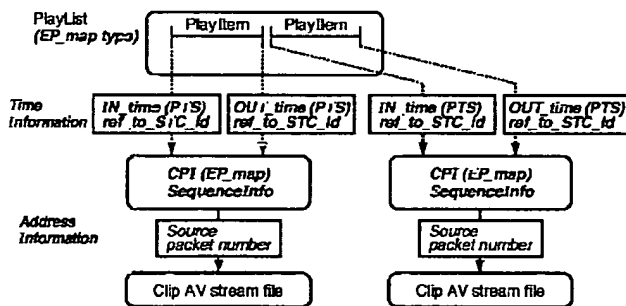 PlayList
(EP_map type)
PlayItem
PlayItem
Time
Information
IN_time (PTS)
ref_to_STC_id
OUT_time (PTS)
ref_to_STC_id
IN_time (PTS)
ref_to_STC_id
OUT_time (PTS)
ref_to_STC_id
CPI (EP_map)
SequenceInfo
CPI (EP_map)
SequenceInfo
Address
Information
Source
packet number
Source
packet number
Clip AV stream file
Clip AV stream file